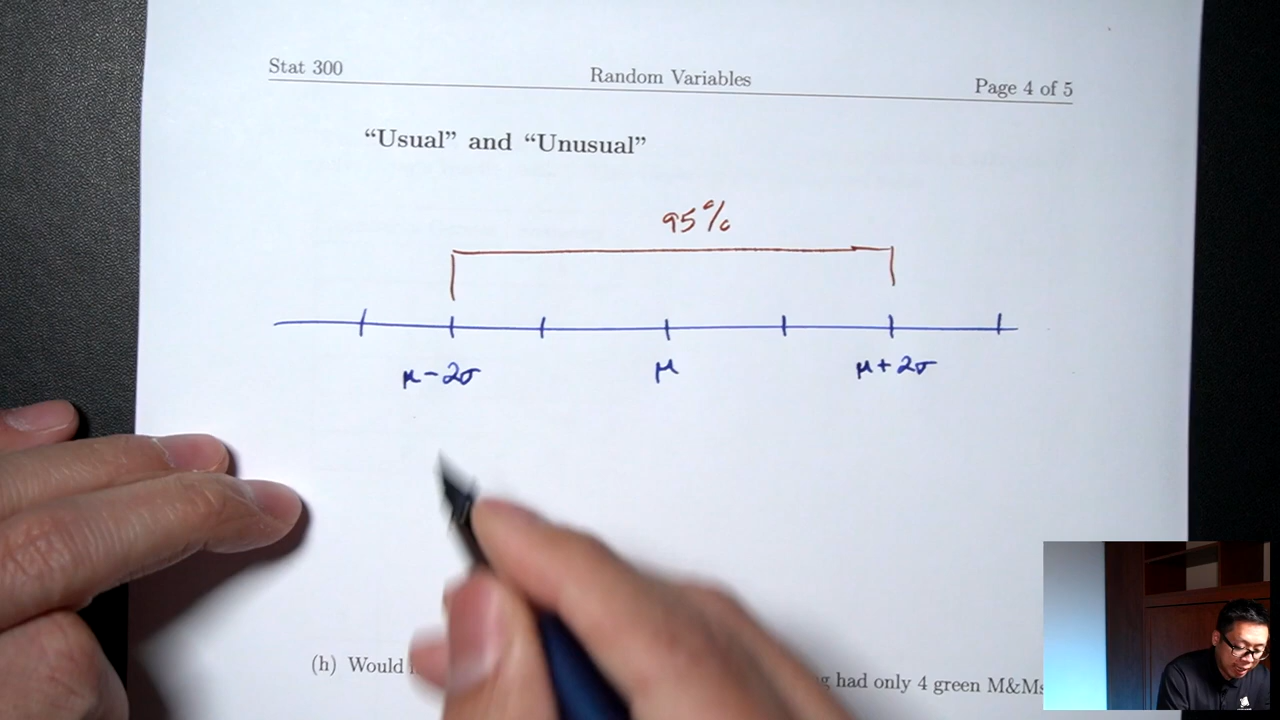 Stat 300 Random Variables Page 4 of 5
“Usual” and “Unusual”
95%
μ-2σ μ μ+2σ
(h) Would had only 4 green M&Ms